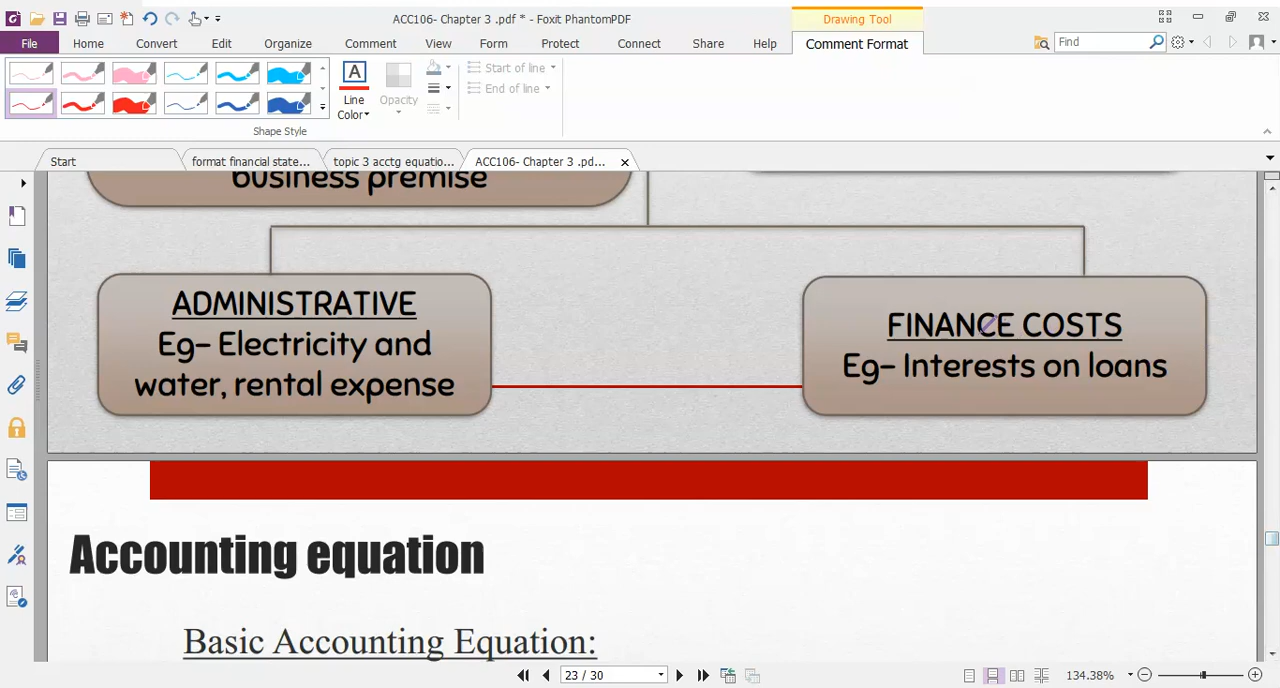 ACC106- Chapter 3 .pdf * - Foxit PhantomPDF
Drawing Tool
File Home Convert Edit Organize Comment View Form Protect Connect Share Help Comment Format Find
A
Line Color
Opacity
Start of line
End of line
Shape Style
Start format financial state... topic 3 acctg equatio... ACC106- Chapter 3 .pd...
business premise
ADMINISTRATIVE
Eg- Electricity and
water, rental expense
FINANCE COSTS
Eg- Interests on loans
Accounting equation
Basic Accounting Equation:
23 / 30
134.38%